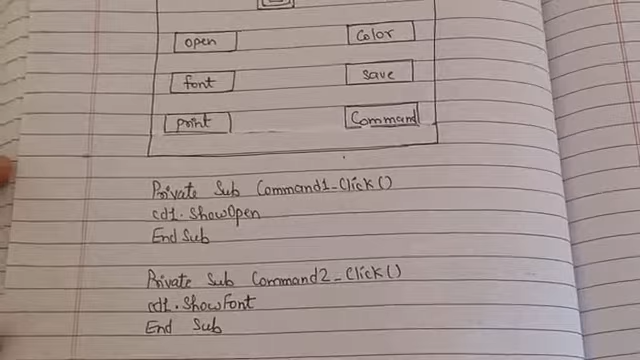 open Color
font save
print Command
Private Sub Command1_Click()
cd1.ShowOpen
End Sub
Private Sub Command2_Click()
cd1.ShowFont
End Sub